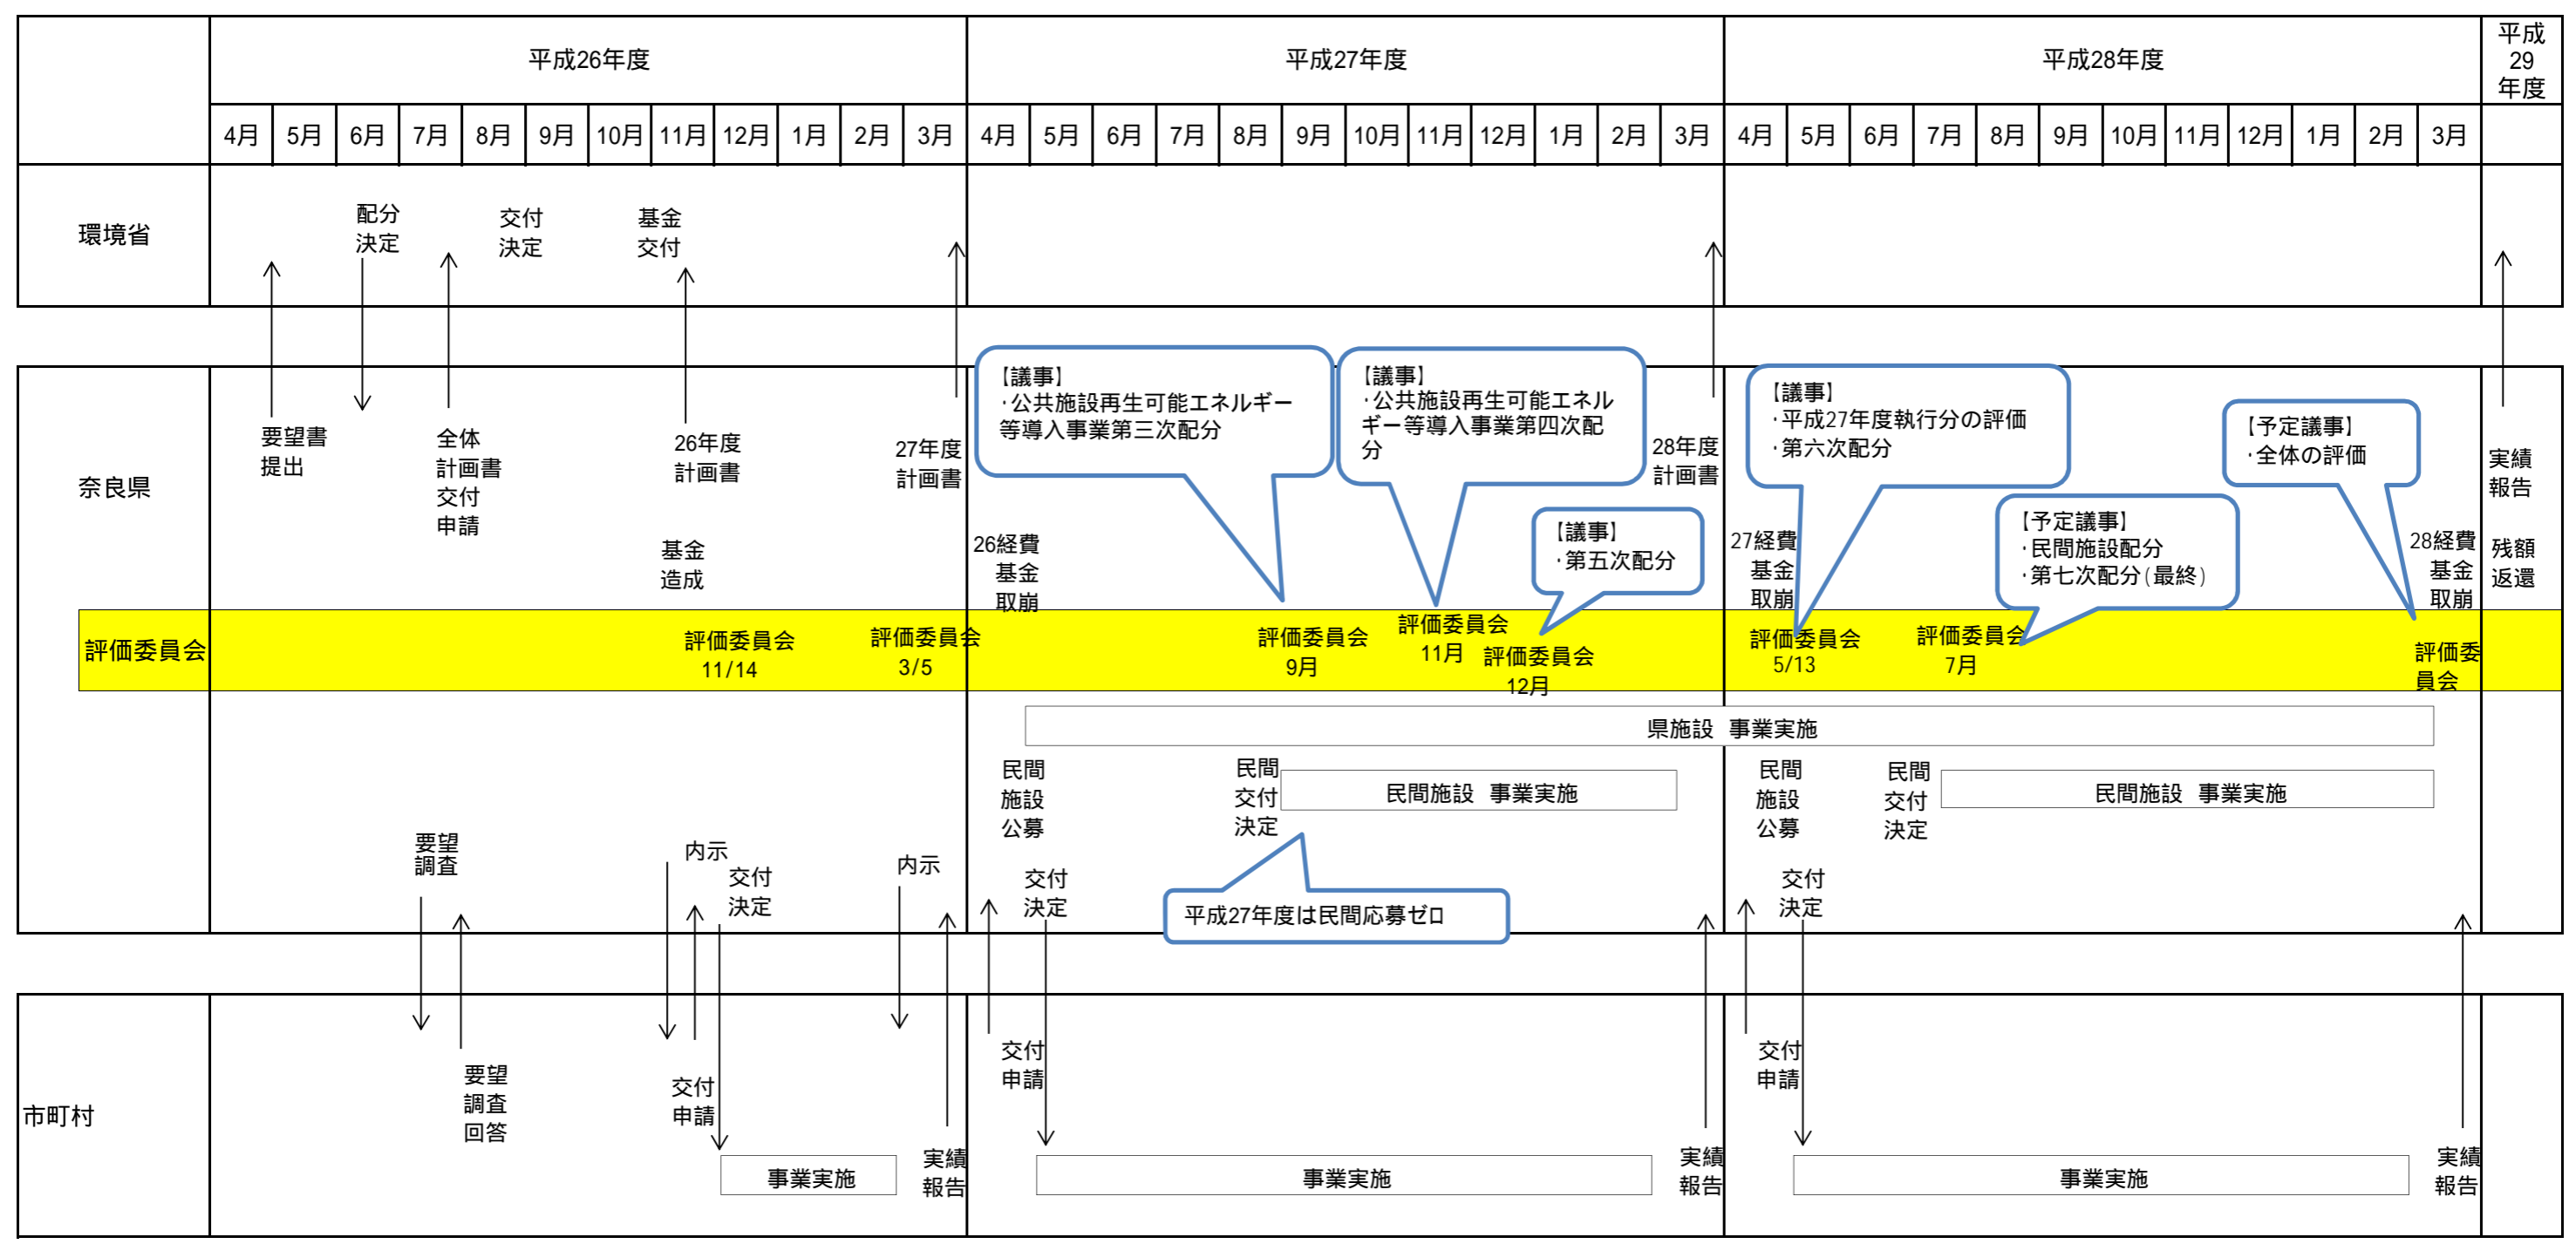 平成26年度
平成27年度
平成28年度
平成
29
年度
4月 5月 6月 7月 8月 9月 10月 11月 12月 1月 2月 3月 4月 5月 6月 7月 8月 9月 10月 11月 12月 1月 2月 3月 4月 5月 6月 7月 8月 9月 10月 11月 12月 1月 2月 3月
環境省
配分
決定
交付
決定
基金
交付
奈良県
要望書
提出
全体
計画書
交付
申請
26年度
計画書
基金
造成
27年度
計画書
26経費
基金
取崩
【議事】
・公共施設再生可能エネルギー
等導入事業第三次配分
【議事】
・公共施設再生可能エネル
ギー等導入事業第四次配
分
【議事】
・第五次配分
28年度
計画書
27経費
基金
取崩
【議事】
・平成27年度執行分の評価
・第六次配分
【予定議事】
・民間施設配分
・第七次配分(最終)
【予定議事】
・全体の評価
28経費
基金
取崩
実績
報告
残額
返還
評価委員会
評価委員会
11/14
評価委員会
3/5
評価委員会
9月
評価委員会
11月
評価委員会
12月
評価委員会
5/13
評価委員会
7月
評価委
員会
県施設 事業実施
民間
施設
公募
民間
交付
決定
民間施設 事業実施
民間
施設
公募
民間
交付
決定
民間施設 事業実施
要望
調査
内示
交付
決定
内示
交付
決定
平成27年度は民間応募ゼロ
交付
決定
市町村
要望
調査
回答
交付
申請
事業実施
実績
報告
交付
申請
事業実施
実績
報告
交付
申請
事業実施
実績
報告